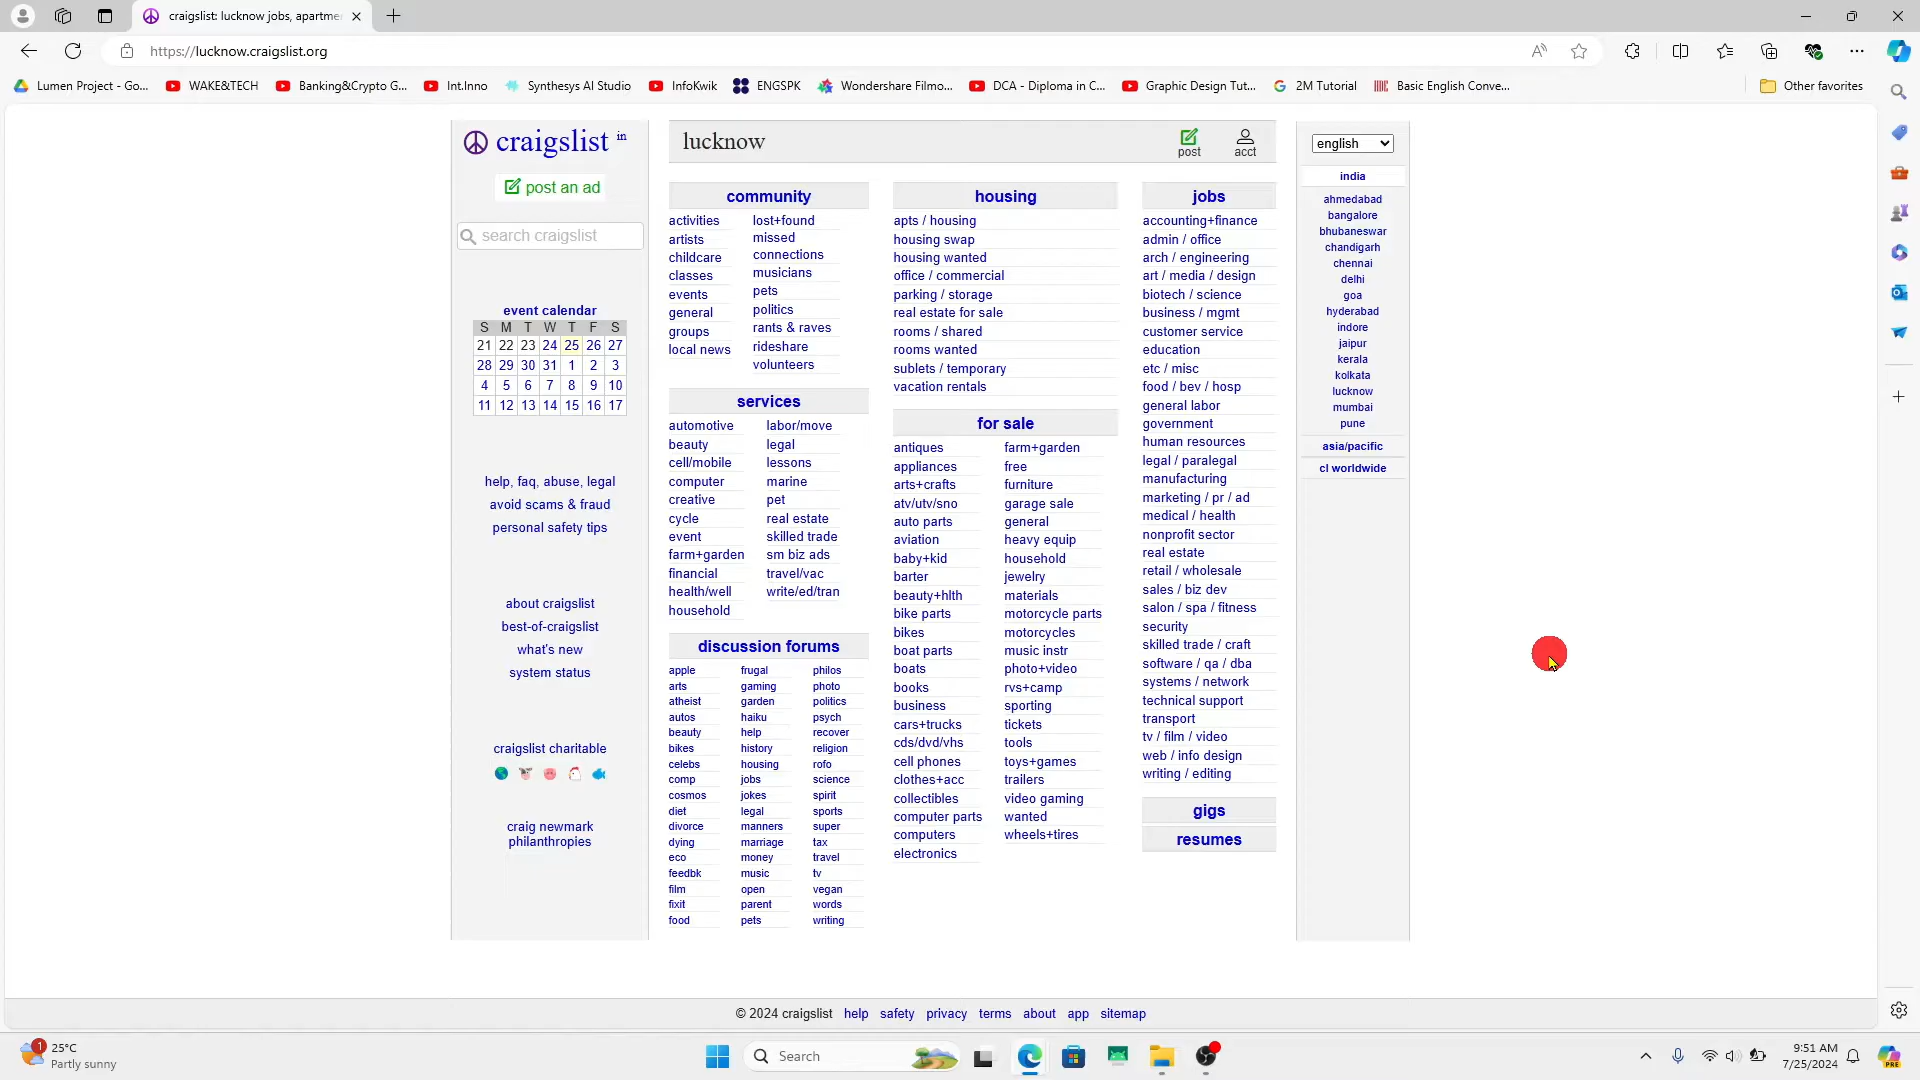 craigslist: lucknow jobs, apartme
https://lucknow.craigslist.org
Lumen Project - Go...
WAKE&TECH
Banking&Crypto G...
Int.Inno
Synthesys AI Studio
InfoKwik
ENGSPK
Wondershare Filmo...
DCA - Diploma in C...
Graphic Design Tut...
2M Tutorial
Basic English Conve...
Other favorites
craigslist in
post an ad
search craigslist
event calendar
S M T W T F S
21 22 23 24 25 26 27
28 29 30 31 1 2 3
4 5 6 7 8 9 10
11 12 13 14 15 16 17
help, faq, abuse, legal
avoid scams & fraud
personal safety tips
about craigslist
best-of-craigslist
what's new
system status
craigslist charitable
craig newmark
philanthropies
lucknow
post
acct
community
activities
artists
childcare
classes
events
general
groups
local news
lost+found
missed
connections
musicians
pets
politics
rants & raves
rideshare
volunteers
services
automotive
beauty
cell/mobile
computer
creative
cycle
event
farm+garden
financial
health/well
household
labor/move
legal
lessons
marine
pet
real estate
skilled trade
sm biz ads
travel/vac
write/ed/tran
discussion forums
apple
arts
atheist
autos
beauty
bikes
celebs
comp
cosmos
diet
divorce
dying
eco
feedbk
film
fixit
food
frugal
gaming
garden
haiku
help
history
housing
jobs
jokes
legal
manners
marriage
money
music
open
parent
pets
philos
photo
politics
psych
recover
religion
rofo
science
spirit
sports
super
tax
travel
tv
vegan
words
writing
housing
apts / housing
housing swap
housing wanted
office / commercial
parking / storage
real estate for sale
rooms / shared
rooms wanted
sublets / temporary
vacation rentals
for sale
antiques
appliances
arts+crafts
atv/utv/sno
auto parts
aviation
baby+kid
barter
beauty+hlth
bike parts
bikes
boat parts
boats
books
business
cars+trucks
cds/dvd/vhs
cell phones
clothes+acc
collectibles
computer parts
computers
electronics
farm+garden
free
furniture
garage sale
general
heavy equip
household
jewelry
materials
motorcycle parts
motorcycles
music instr
photo+video
rvs+camp
sporting
tickets
tools
toys+games
trailers
video gaming
wanted
wheels+tires
jobs
accounting+finance
admin / office
arch / engineering
art / media / design
biotech / science
business / mgmt
customer service
education
etc / misc
food / bev / hosp
general labor
government
human resources
legal / paralegal
manufacturing
marketing / pr / ad
medical / health
nonprofit sector
real estate
retail / wholesale
sales / biz dev
salon / spa / fitness
security
skilled trade / craft
software / qa / dba
systems / network
technical support
transport
tv / film / video
web / info design
writing / editing
gigs
resumes
english
india
ahmedabad
bangalore
bhubaneswar
chandigarh
chennai
delhi
goa
hyderabad
indore
jaipur
kerala
kolkata
lucknow
mumbai
pune
asia/pacific
cl worldwide
© 2024 craigslist help safety privacy terms about app sitemap
1
25°C
Partly sunny
Search
9:51 AM
7/25/2024
PRE